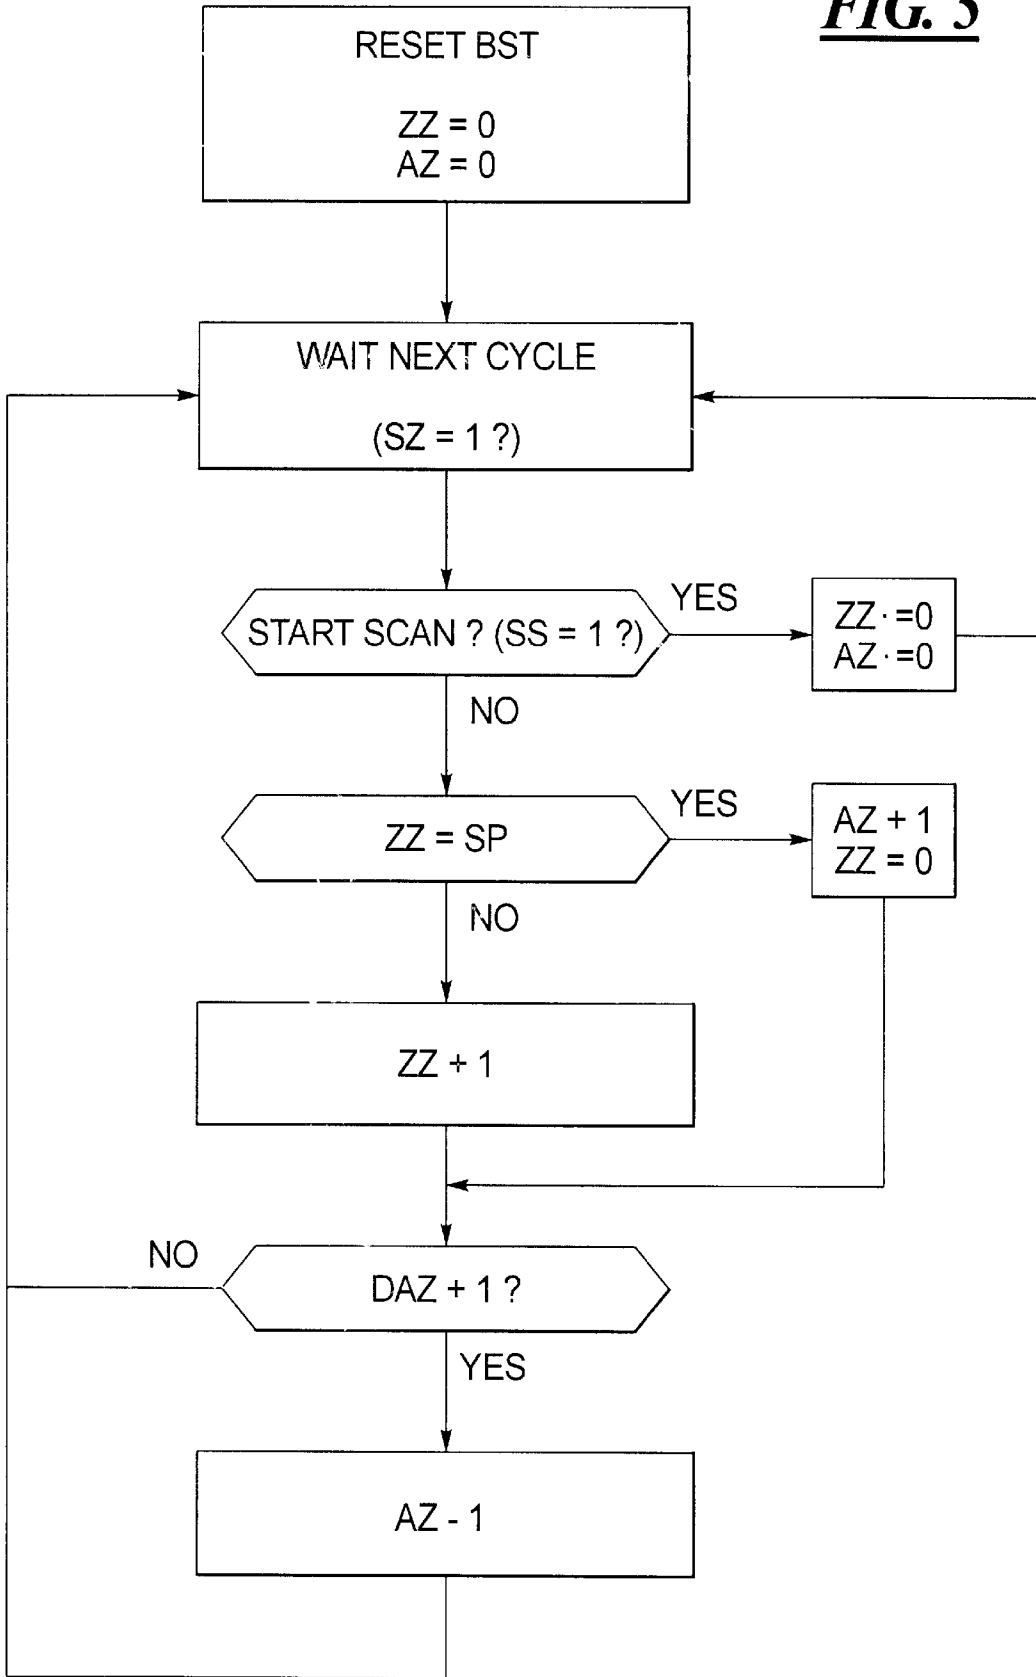 FIG. 5
RESET BST
ZZ = 0
AZ = 0
WAIT NEXT CYCLE
(SZ = 1 ?)
START SCAN ? (SS = 1 ?)
YES
ZZ ·=0
AZ ·=0
NO
ZZ = SP
YES
AZ + 1
ZZ = 0
NO
ZZ + 1
NO
DAZ + 1 ?
YES
AZ - 1